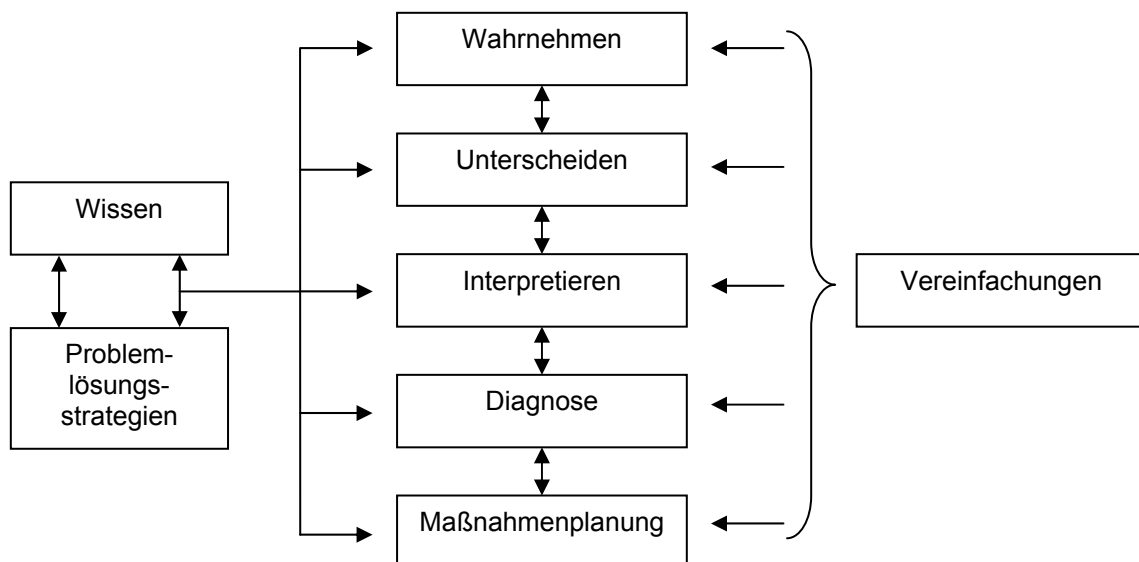 Wahrnehmen
Unterscheiden
Wissen
Interpretieren
Vereinfachungen
Problem-
lösungs-
strategien
Diagnose
Maßnahmenplanung